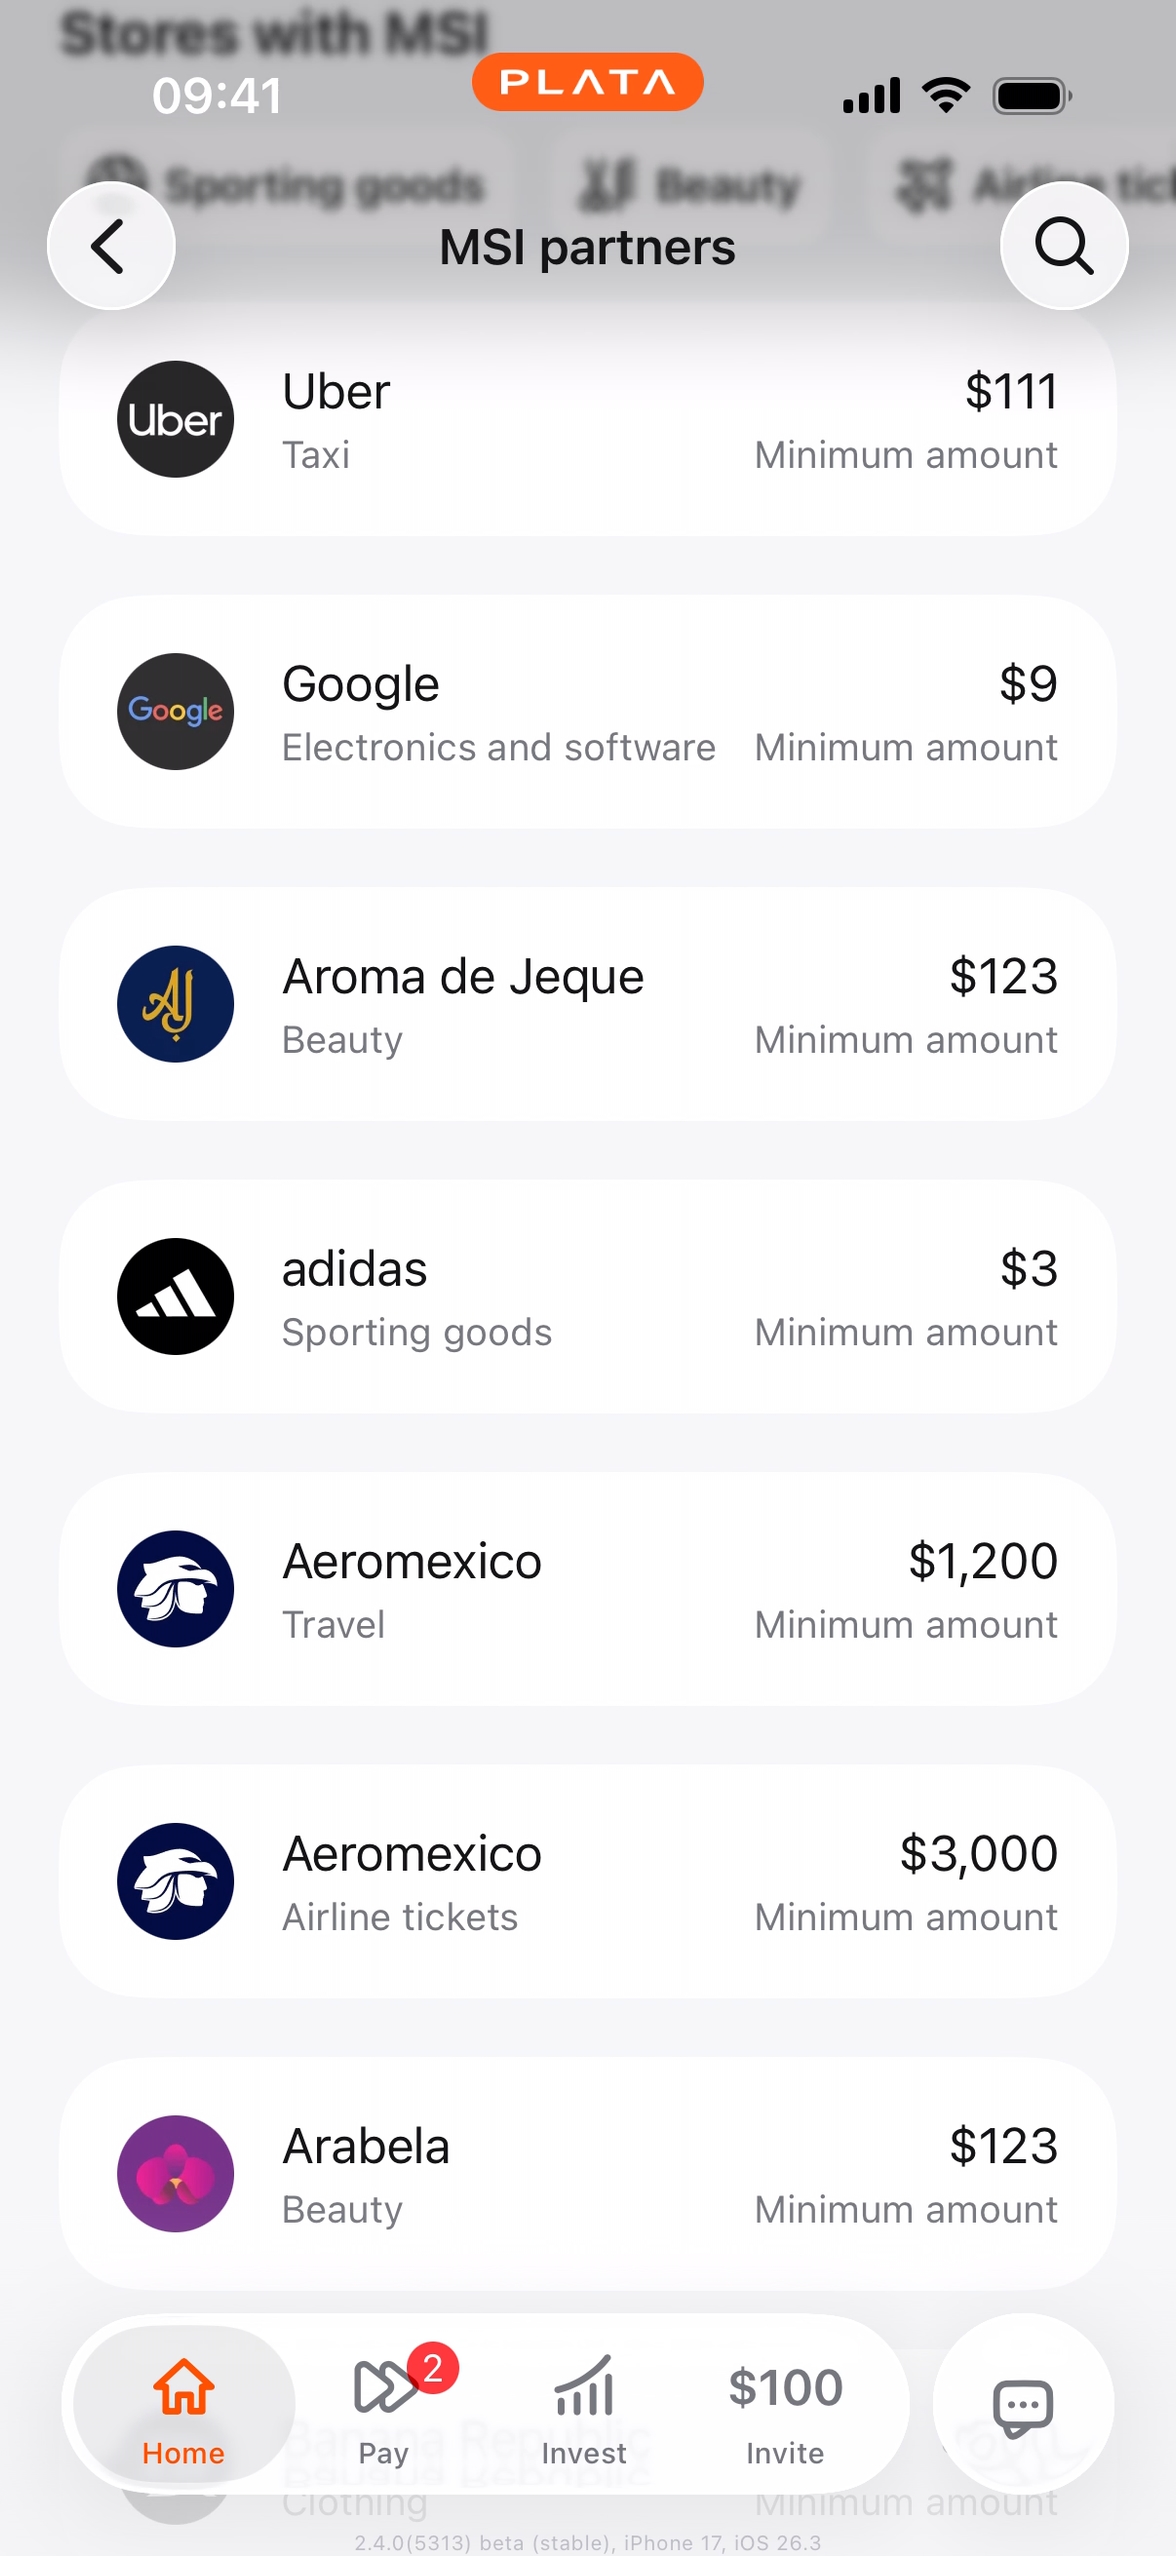 Stores with MSI
09:41
PLATA
Sporting goods
Beauty
MSI partners
Uber
Uber
$111
Taxi
Minimum amount
Google
Google
$9
Electronics and software
Minimum amount
AJ
Aroma de Jeque
$123
Beauty
Minimum amount
adidas
$3
Sporting goods
Minimum amount
Aeromexico
$1,200
Travel
Minimum amount
Aeromexico
$3,000
Airline tickets
Minimum amount
Arabela
$123
Beauty
Minimum amount
2
$100
Home
Pay
Invest
Invite
Banana Republic
Clothing
Minimum amount
2.4.0(5313) beta (stable), iPhone 17, iOS 26.3